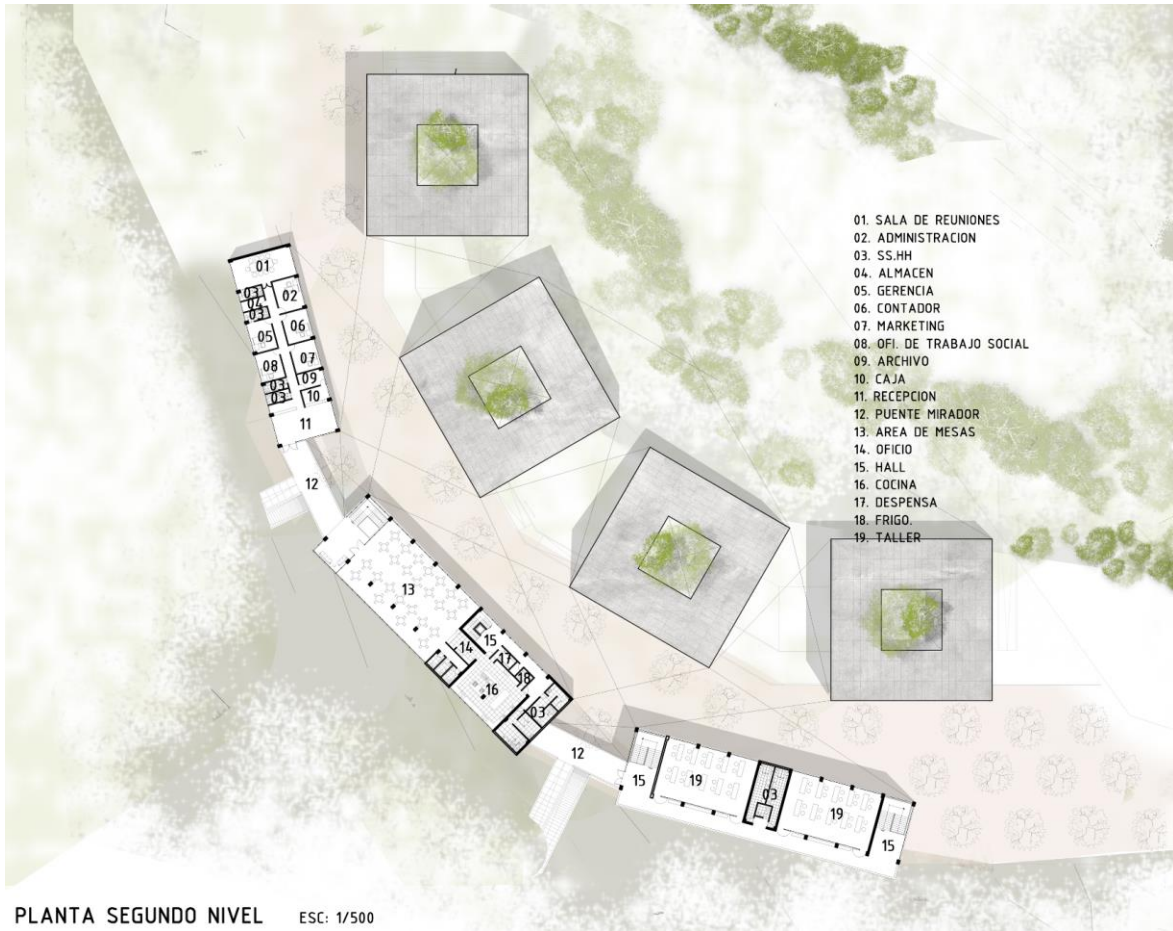 01. SALA DE REUNIONES
02. ADMINISTRACION
03. SS.HH
04. ALMACEN
05. GERENCIA
06. CONTADOR
07. MARKETING
08. OFI. DE TRABAJO SOCIAL
09. ARCHIVO
10. CAJA
11. RECEPCION
12. PUENTE MIRADOR
13. AREA DE MESAS
14. OFICIO
15. HALL
16. COCINA
17. DESPENSA
18. FRIGO.
19. TALLER
01
03
02
04
03
05
06
08
07
03
09
03
10
11
12
13
15
14
17
18
16
03
12
15
19
03
19
15
PLANTA SEGUNDO NIVEL ESC: 1/500